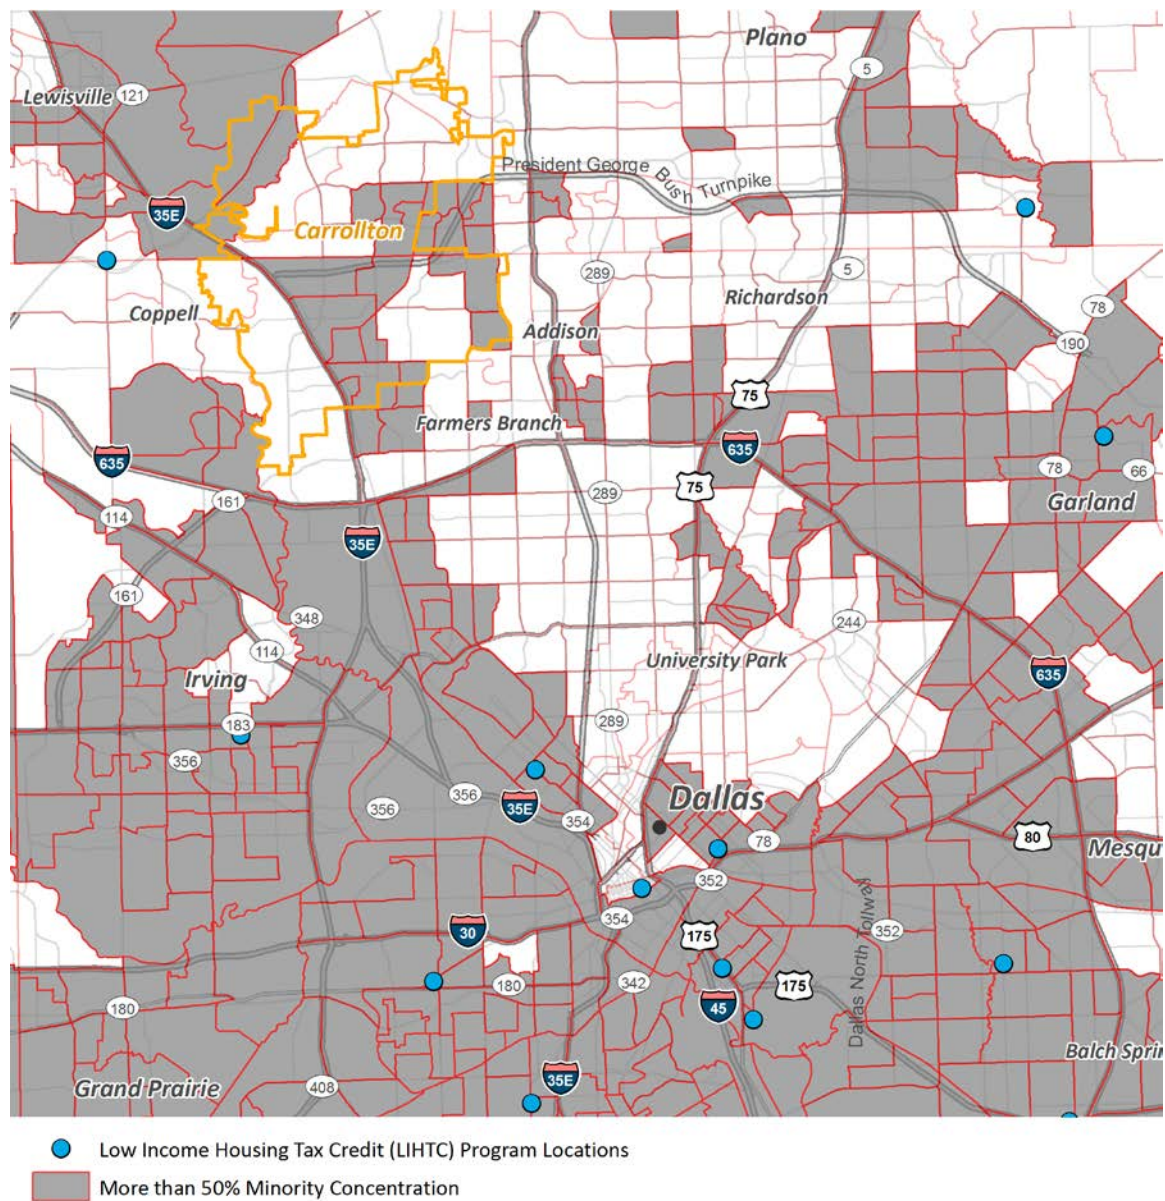 Plano
5
Lewisville
121
President George Bush Turnpike
35E
Carrollton
289
5
Richardson
78
Coppell
Addison
190
75
Farmers Branch
635
635
78
66
75
161
289
Garland
114
35E
161
348
244
114
University Park
Irving
635
183
289
356
356
356
Dallas
35E
354
78
80
Mesqu
352
354
Dallas North Tollway
352
30
175
180
342
175
180
45
Balch Sprin
35E
Grand Prairie
408
Low Income Housing Tax Credit (LIHTC) Program Locations
More than 50% Minority Concentration